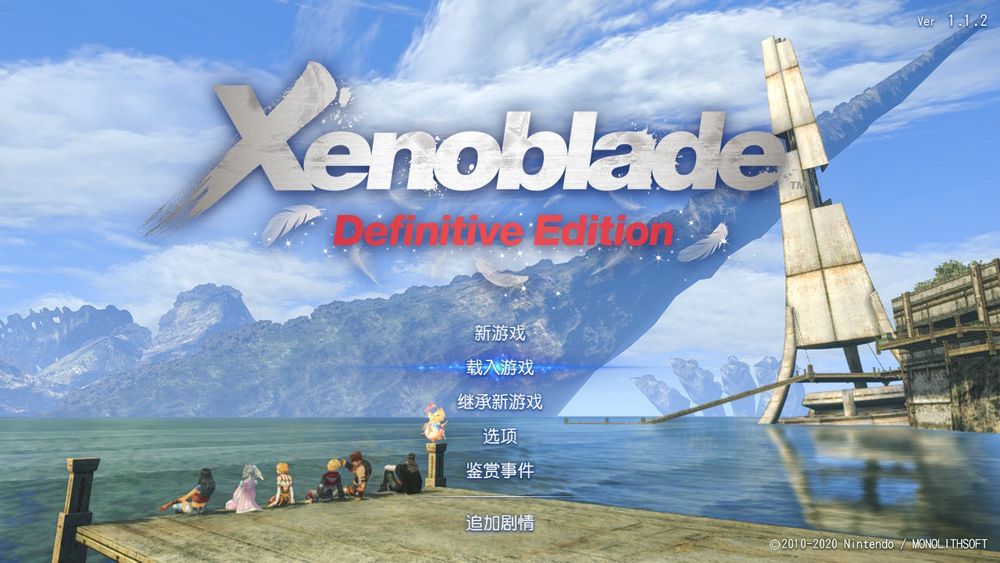 Ver 1.1.2
Xenoblade™
Definitive Edition
新游戏
载入游戏
继承新游戏
选项
鉴赏事件
追加剧情
©2010-2020 Nintendo / MONOLITHSOFT